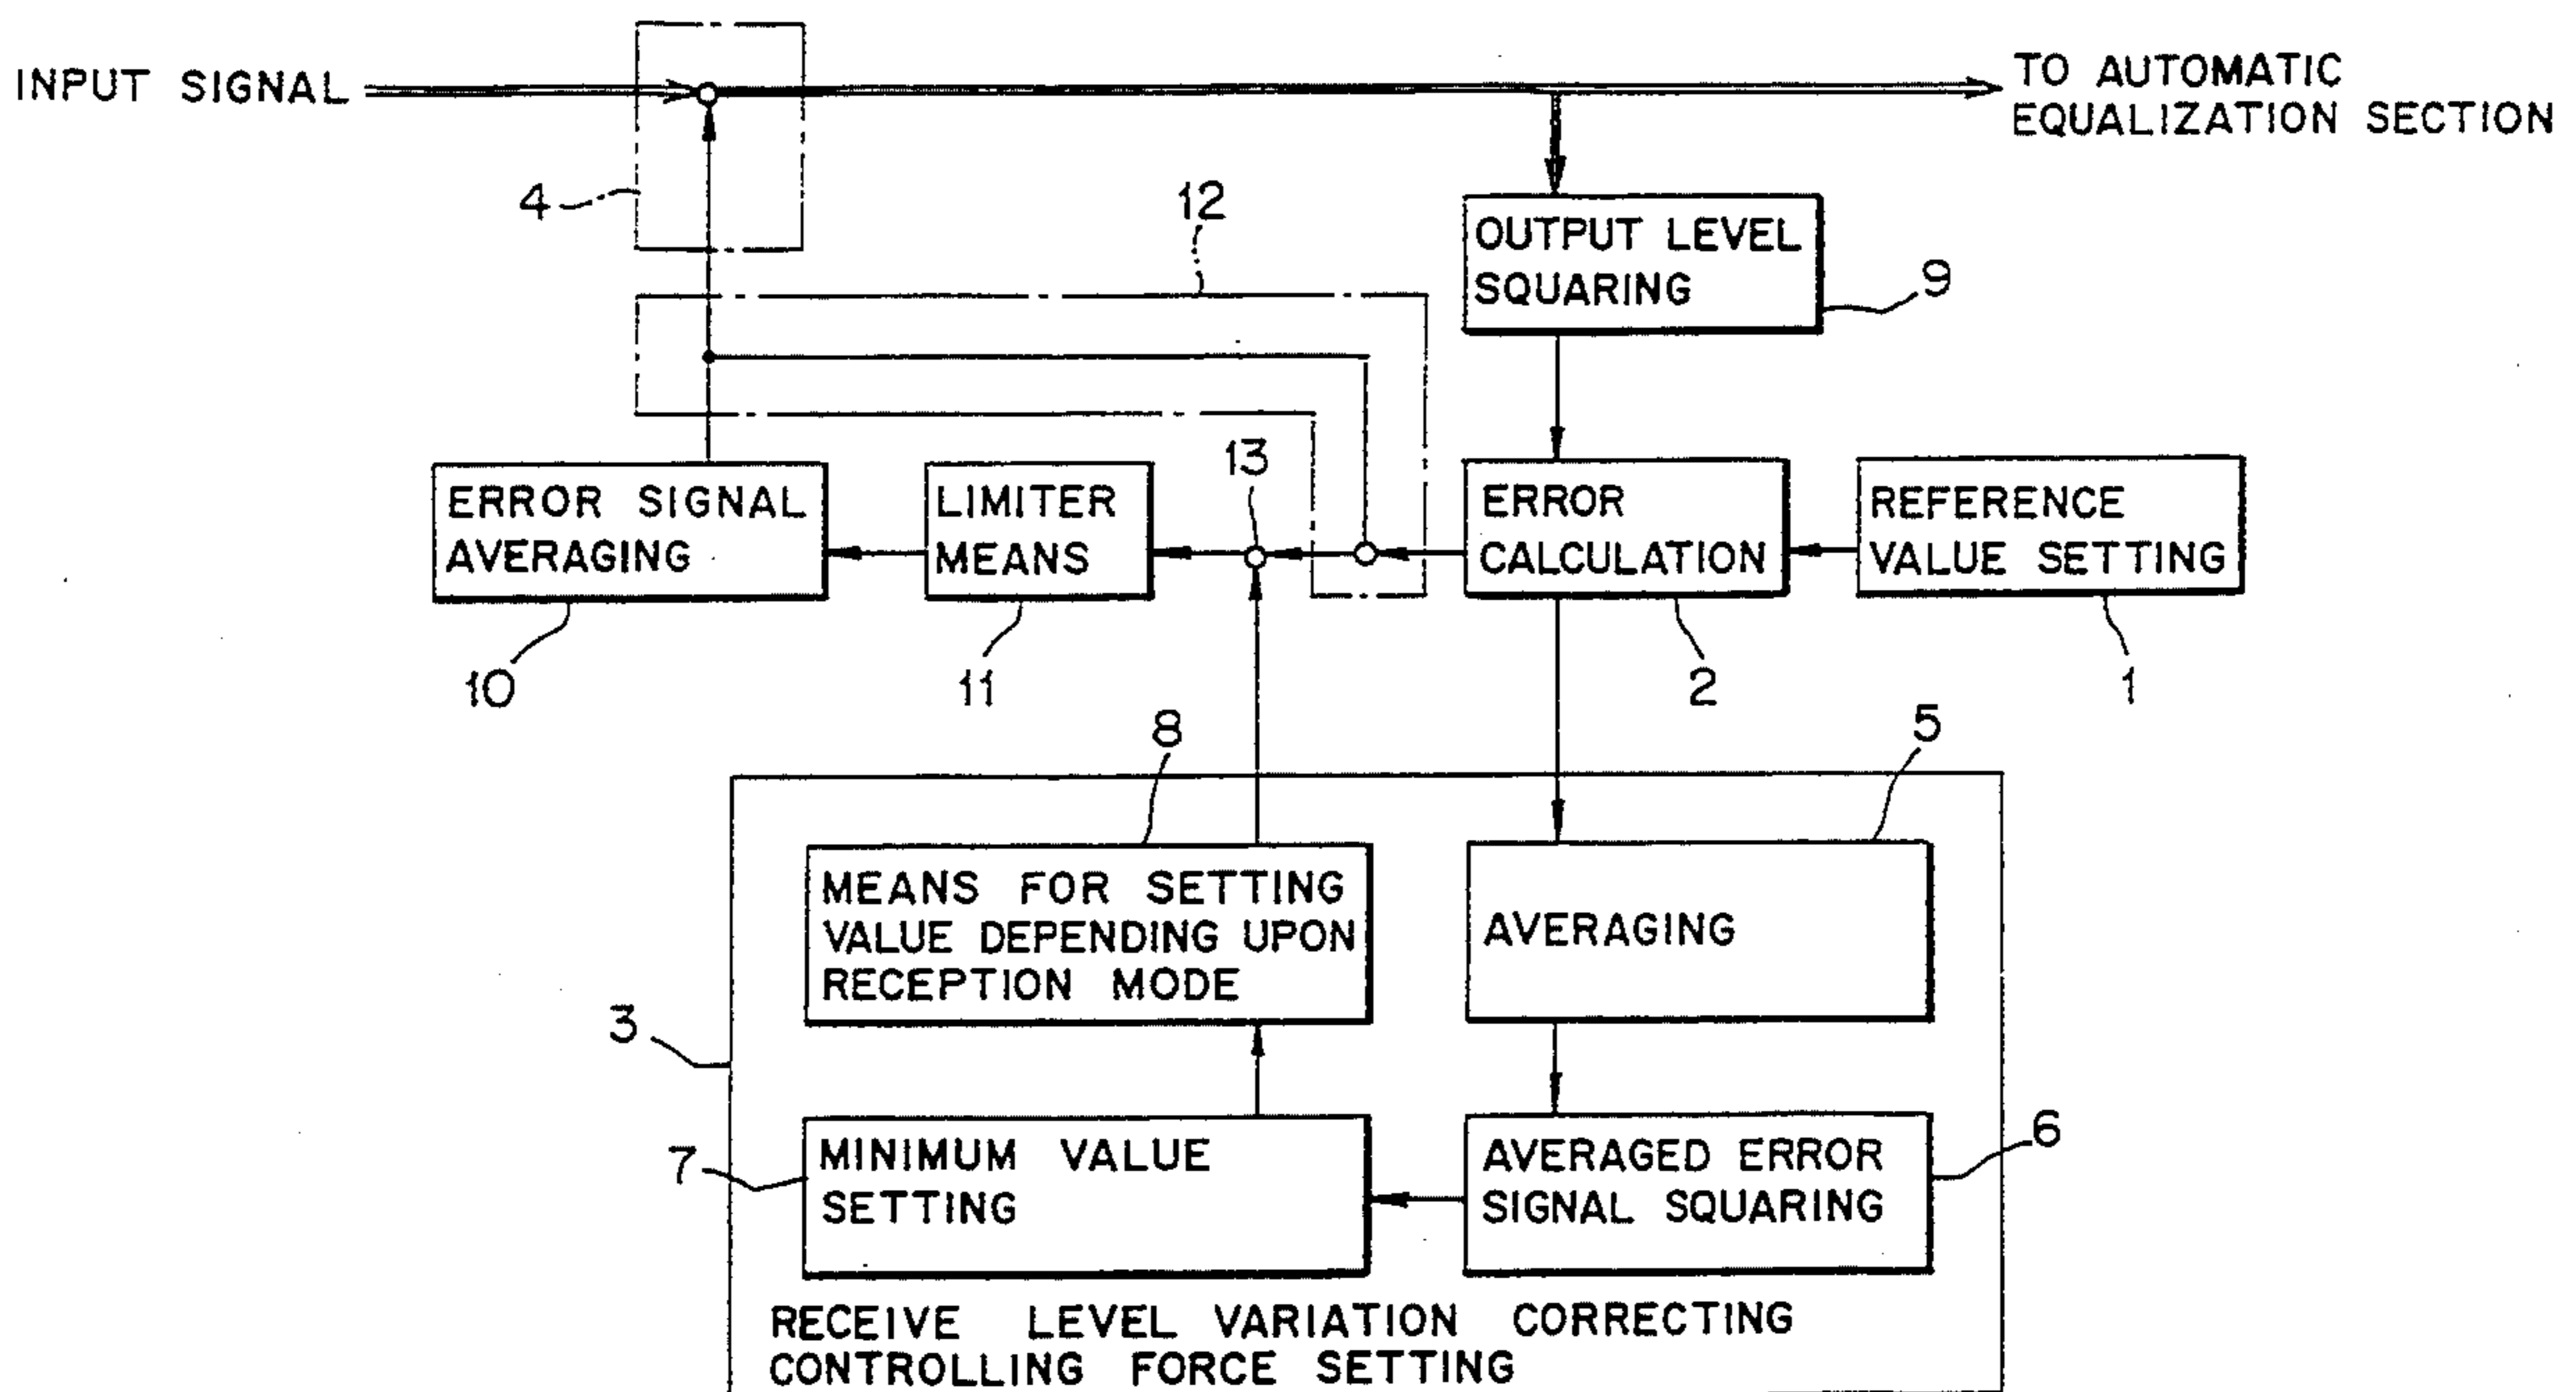 INPUT SIGNAL
TO AUTOMATIC
EQUALIZATION SECTION
4
12
OUTPUT LEVEL
SQUARING
9
13
ERROR SIGNAL
AVERAGING
LIMITER
MEANS
ERROR
CALCULATION
REFERENCE
VALUE SETTING
10
11
2
1
8
5
MEANS FOR SETTING
VALUE DEPENDING UPON
RECEPTION MODE
AVERAGING
3
7
MINIMUM VALUE
SETTING
AVERAGED ERROR
SIGNAL SQUARING
6
RECEIVE LEVEL VARIATION CORRECTING
CONTROLLING FORCE SETTING